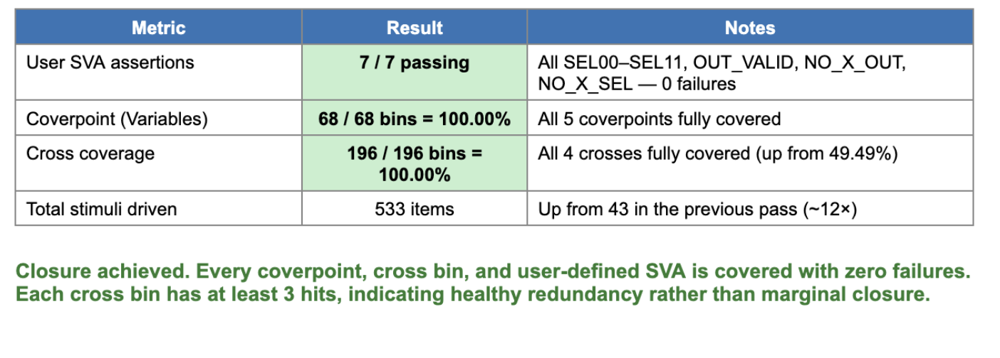 Metric Result Notes
User SVA assertions 7 / 7 passing All SEL00–SEL11, OUT_VALID, NO_X_OUT,
NO_X_SEL — 0 failures
Coverpoint (Variables) 68 / 68 bins = 100.00% All 5 coverpoints fully covered
Cross coverage 196 / 196 bins = All 4 crosses fully covered (up from 49.49%)
100.00%
Total stimuli driven 533 items Up from 43 in the previous pass (~12×)
Closure achieved. Every coverpoint, cross bin, and user-defined SVA is covered with zero failures.
Each cross bin has at least 3 hits, indicating healthy redundancy rather than marginal closure.